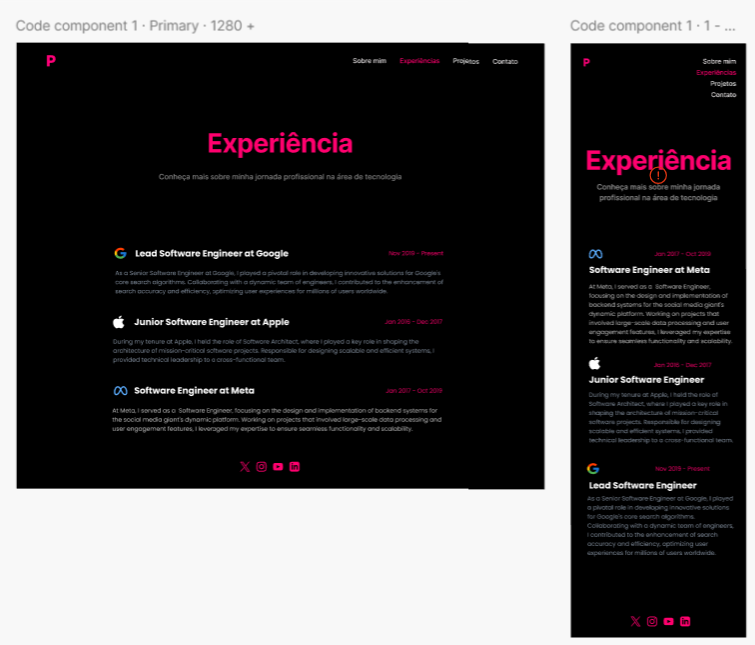 Code component 1 · Primary · 1280 +
P
Sobre mim Experiências Projetos Contato
Experiência
Conheça mais sobre minha jornada profissional na área de tecnologia
Lead Software Engineer at Google Nov 2019 - Present
As a Senior Software Engineer at Google, I played a pivotal role in developing innovative solutions for Google's
core search algorithms. Collaborating with a dynamic team of engineers, I contributed to the enhancement of
search accuracy and efficiency, optimizing user experiences for millions of users worldwide.
Junior Software Engineer at Apple Jan 2016 - Dec 2017
During my tenure at Apple, I held the role of Software Architect, where I played a key role in shaping the
architecture of mission-critical software projects. Responsible for designing scalable and efficient systems, I
provided technical leadership to a cross-functional team.
Software Engineer at Meta Jan 2017 - Oct 2019
At Meta, I served as a Software Engineer, focusing on the design and implementation of backend systems for
the social media giant's dynamic platform. Working on projects that involved large-scale data processing and
user engagement features, I leveraged my expertise to ensure seamless functionality and scalability.
Code component 1 · 1 - ...
P
Sobre mim
Experiências
Projetos
Contato
Experiência
Conheça mais sobre minha jornada
profissional na área de tecnologia
Jan 2017 - Oct 2019
Software Engineer at Meta
At Meta, I served as a Software Engineer,
focusing on the design and implementation of
backend systems for the social media giant's
dynamic platform. Working on projects that
involved large-scale data processing and user
engagement features, I leveraged my expertise
to ensure seamless functionality and scalability.
Jan 2016 - Dec 2017
Junior Software Engineer
During my tenure at Apple, I held the role of
Software Architect, where I played a key role in
shaping the architecture of mission-critical
software projects. Responsible for designing
scalable and efficient systems, I provided
technical leadership to a cross-functional team.
Nov 2019 - Present
Lead Software Engineer
As a Senior Software Engineer at Google, I played
a pivotal role in developing innovative solutions
for Google's core search algorithms.
Collaborating with a dynamic team of engineers,
I contributed to the enhancement of search
accuracy and efficiency, optimizing user
experiences for millions of users worldwide.